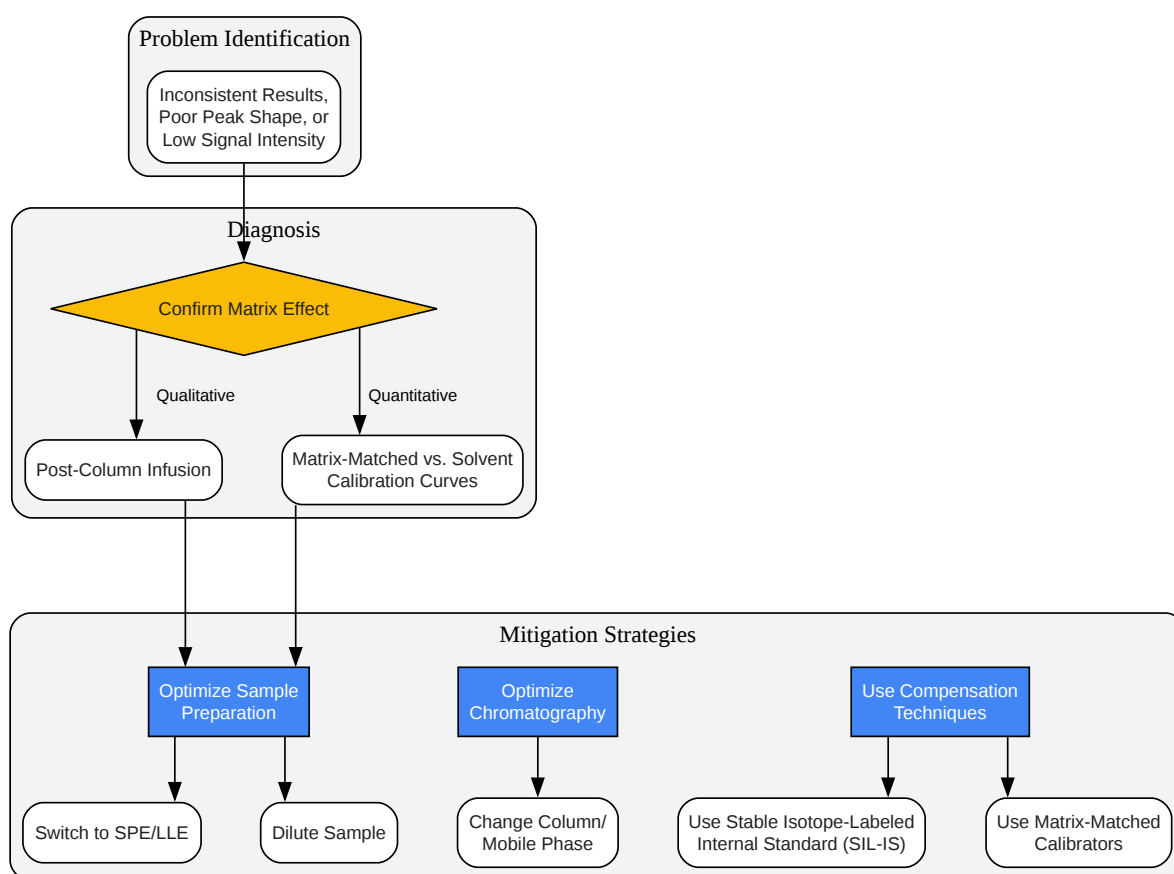 Problem Identification
Inconsistent Results,
Poor Peak Shape, or
Low Signal Intensity
Diagnosis
Confirm Matrix Effect
Qualitative
Quantitative
Post-Column Infusion
Matrix-Matched vs. Solvent
Calibration Curves
Mitigation Strategies
Optimize Sample
Preparation
Optimize
Chromatography
Use Compensation
Techniques
Switch to SPE/LLE
Dilute Sample
Change Column/
Mobile Phase
Use Stable Isotope-Labeled
Internal Standard (SIL-IS)
Use Matrix-Matched
Calibrators